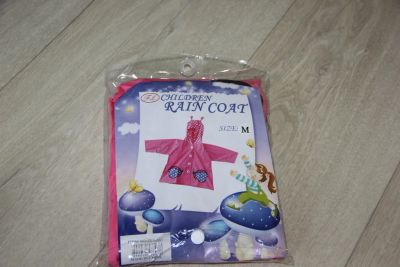 CHILDREN
RAIN COAT
SIZE: M